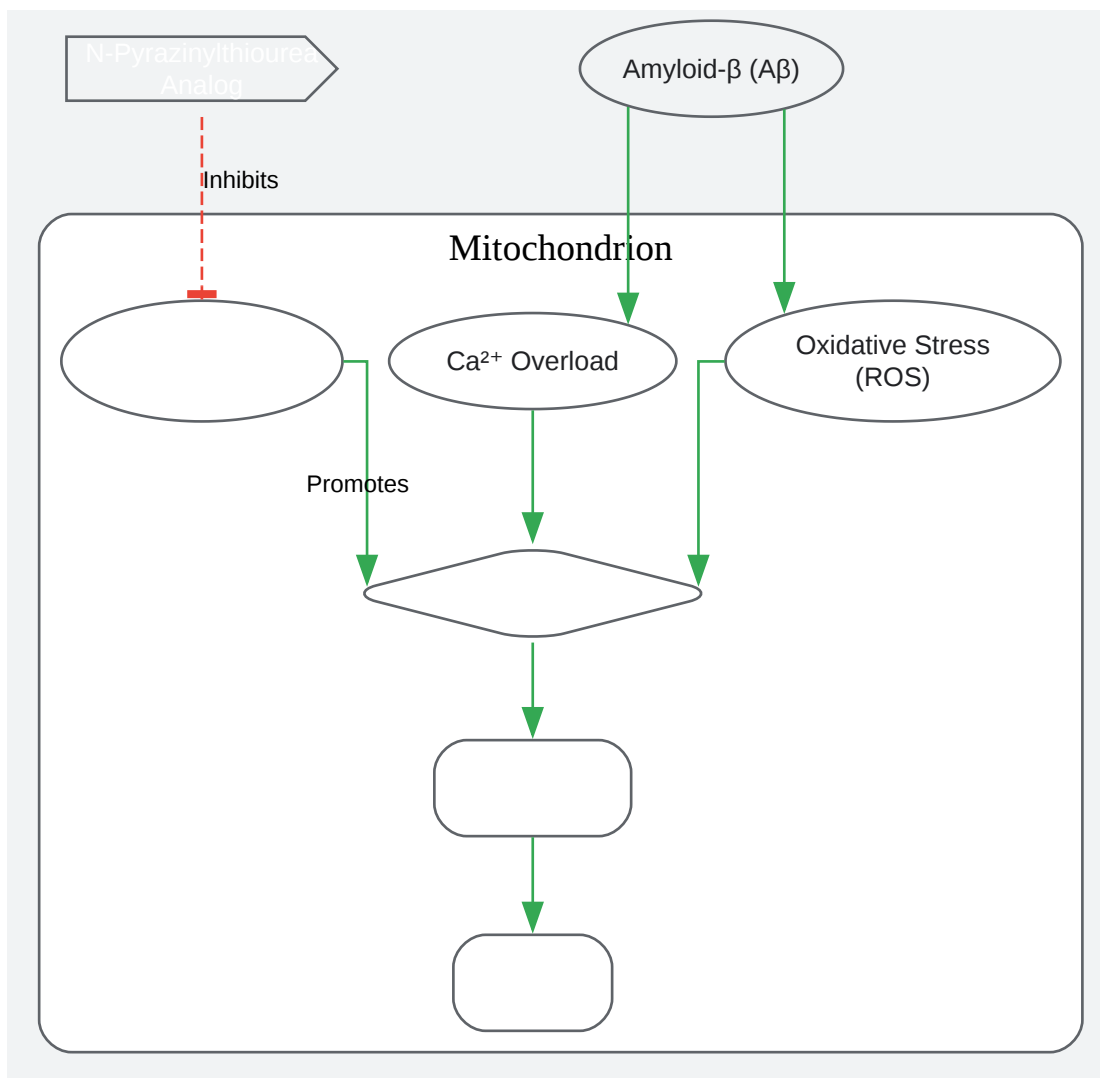 N-Pyrazinylthiourea
Analog
Amyloid-β (Aβ)
Inhibits
Mitochondrion
Ca²⁺ Overload
Oxidative Stress
(ROS)
Promotes